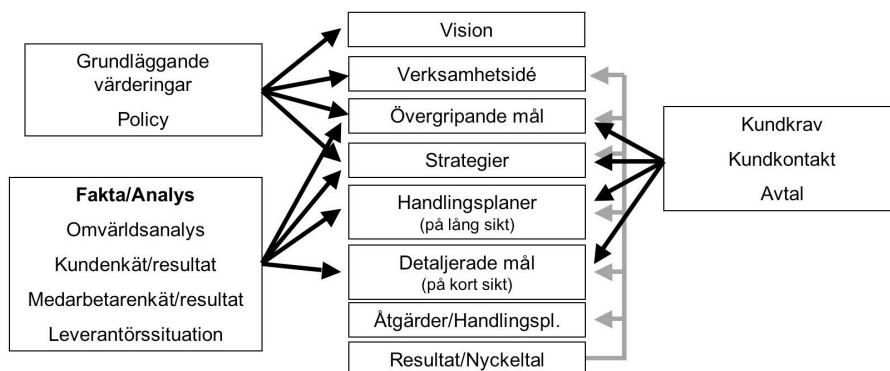 Grundläggande
värderingar
Policy
Fakta/Analys
Omvärldsanalys
Kundenkät/resultat
Medarbetarenkät/resultat
Leverantörssituation
Vision
Verksamhetsidé
Övergripande mål
Strategier
Handlingsplaner
(på lång sikt)
Detaljerade mål
(på kort sikt)
Åtgärder/Handlingspl.
Resultat/Nyckeltal
Kundkrav
Kundkontakt
Avtal